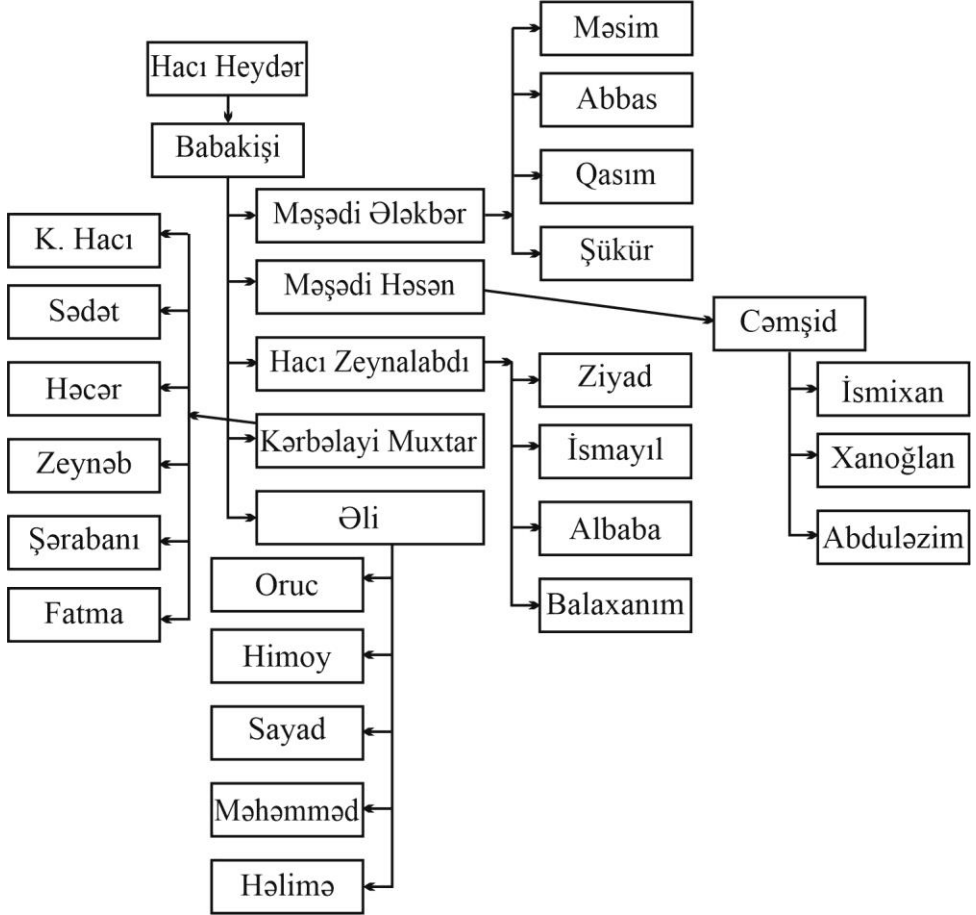 Hacı Heydər
Babakişi
Məşədi Ələkbər
Məsim
Abbas
Qasım
Şükür
Məşədi Həsən
Cəmşid
İsmixan
Xanoğlan
Abduləzim
Hacı Zeynalabdı
Ziyad
İsmayıl
Albaba
Balaxanım
Kərbəlayi Muxtar
K. Hacı
Sədət
Həcər
Zeynəb
Şərabanı
Fatma
Əli
Oruc
Himoy
Sayad
Məhəmməd
Həlimə